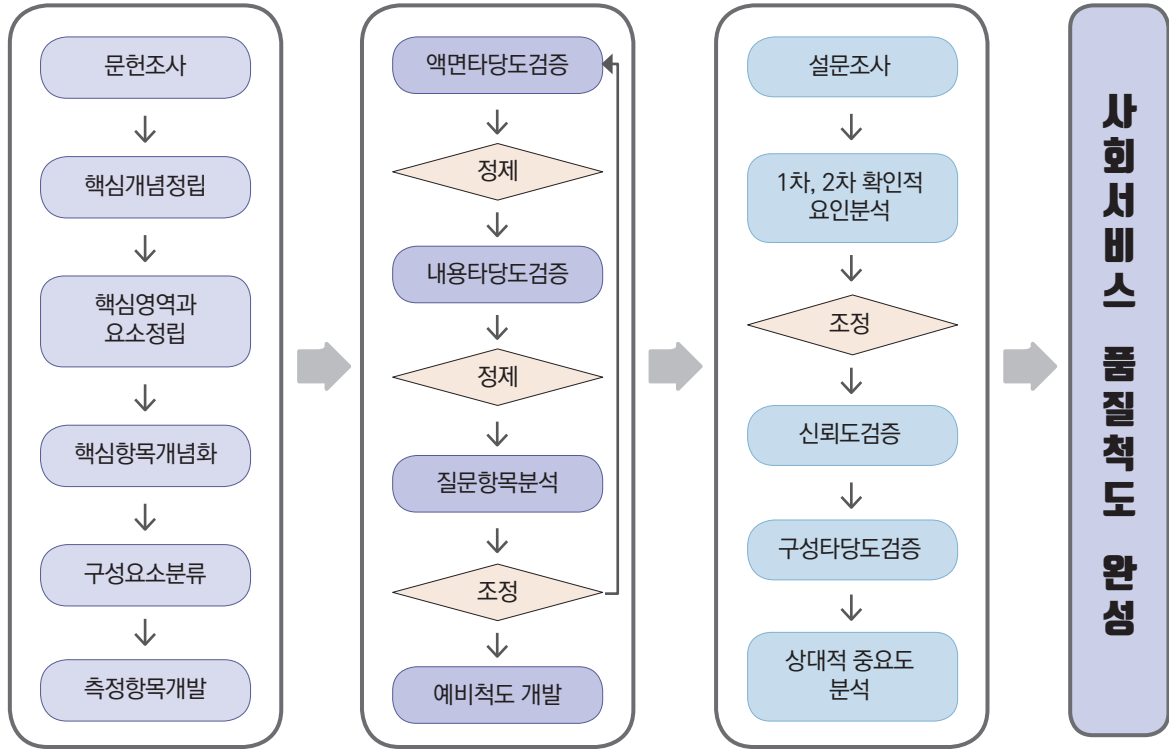 문헌조사
핵심개념정립
핵심영역과
요소정립
핵심항목개념화
구성요소분류
측정항목개발
액면타당도검증
정제
내용타당도검증
정제
질문항목분석
조정
예비척도 개발
설문조사
1차, 2차 확인적
요인분석
조정
신뢰도검증
구성타당도검증
상대적 중요도
분석
사회서비스 품질척도 완성